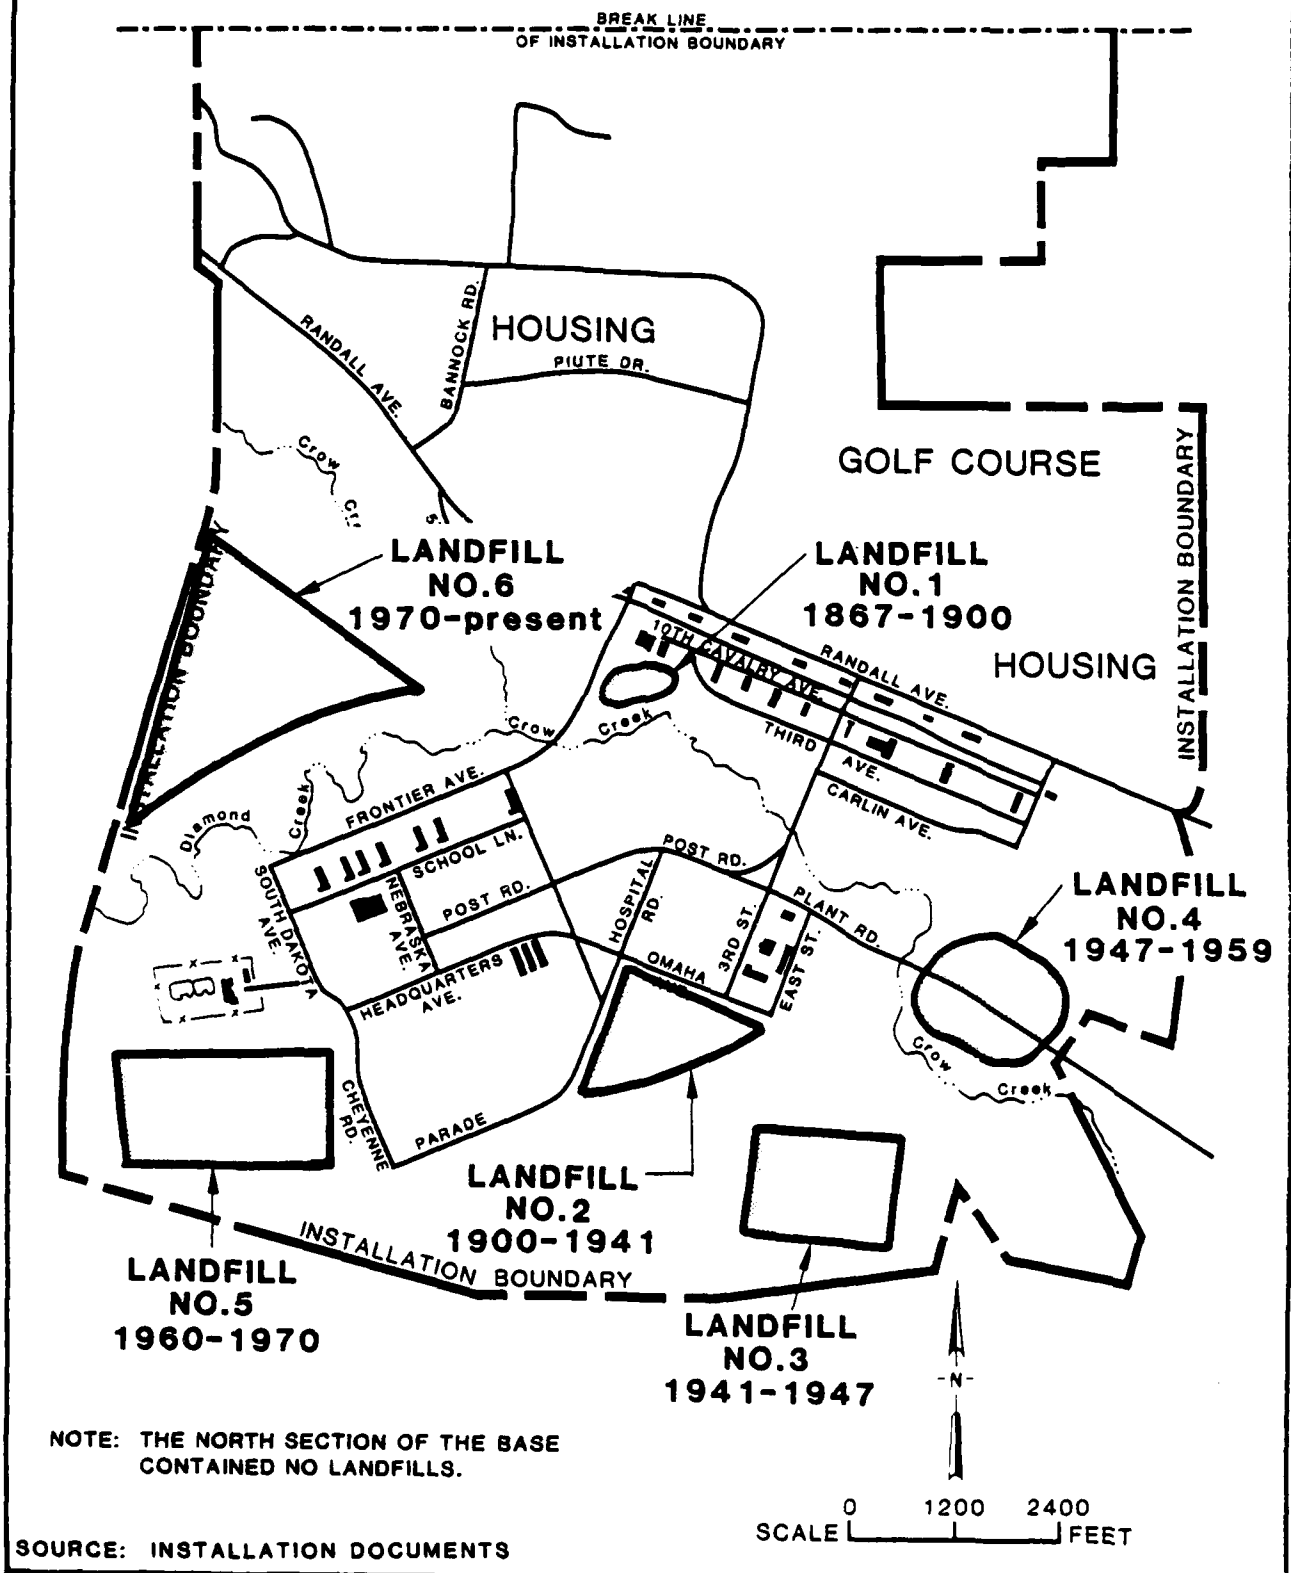 BREAK LINE
OF INSTALLATION BOUNDARY
RANDALL AVE.
BANNOCK RD.
HOUSING
PIUTE DR.
GOLF COURSE
INSTALLATION BOUNDARY
Crow
LANDFILL
NO.6
1970-present
LANDFILL
NO.1
1867-1900
INSTALLATION BOUNDARY
10TH CAVALRY AVE.
RANDALL AVE.
HOUSING
Crow Creek
THIRD AVE.
CARLIN AVE.
Diamond Creek
FRONTIER AVE.
SCHOOL LN.
POST RD.
SOUTH DAKOTA
AVE.
NEBRASKA
AVE.
POST RD.
HOSPITAL
RD.
PLANT RD.
3RD ST.
EAST ST.
OMAHA
HEADQUARTERS
AVE.
LANDFILL
NO.4
1947-1959
Crow
Creek
CHEYENNE
RD.
PARADE
LANDFILL
NO.2
1900-1941
INSTALLATION BOUNDARY
LANDFILL
NO.5
1960-1970
LANDFILL
NO.3
1941-1947
-N-
NOTE: THE NORTH SECTION OF THE BASE
CONTAINED NO LANDFILLS.
0 1200 2400
SCALE FEET
SOURCE: INSTALLATION DOCUMENTS